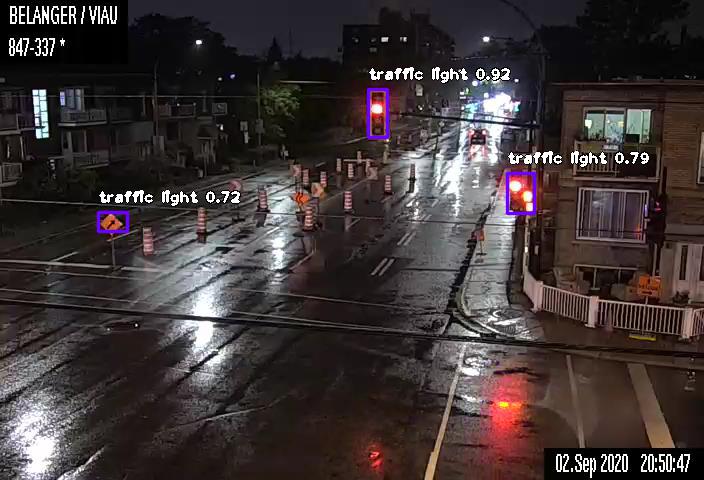 BELANGER / VIAU
847-337 *
traffic light 0.92
traffic light 0.79
traffic light 0.72
02.Sep 2020 20:50:47